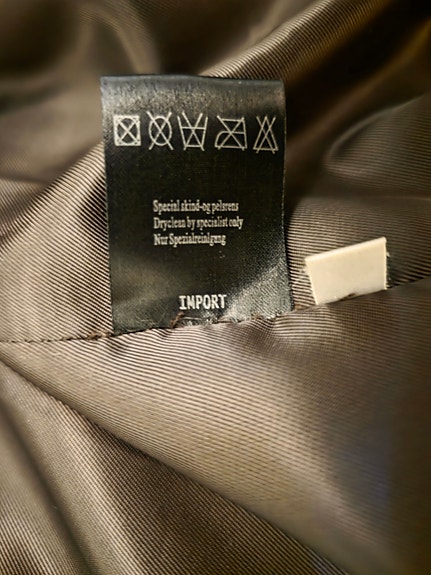 Special skind-og pelsrens
Dryclean by specialist only
Nur Spezialreinigung
IMPORT